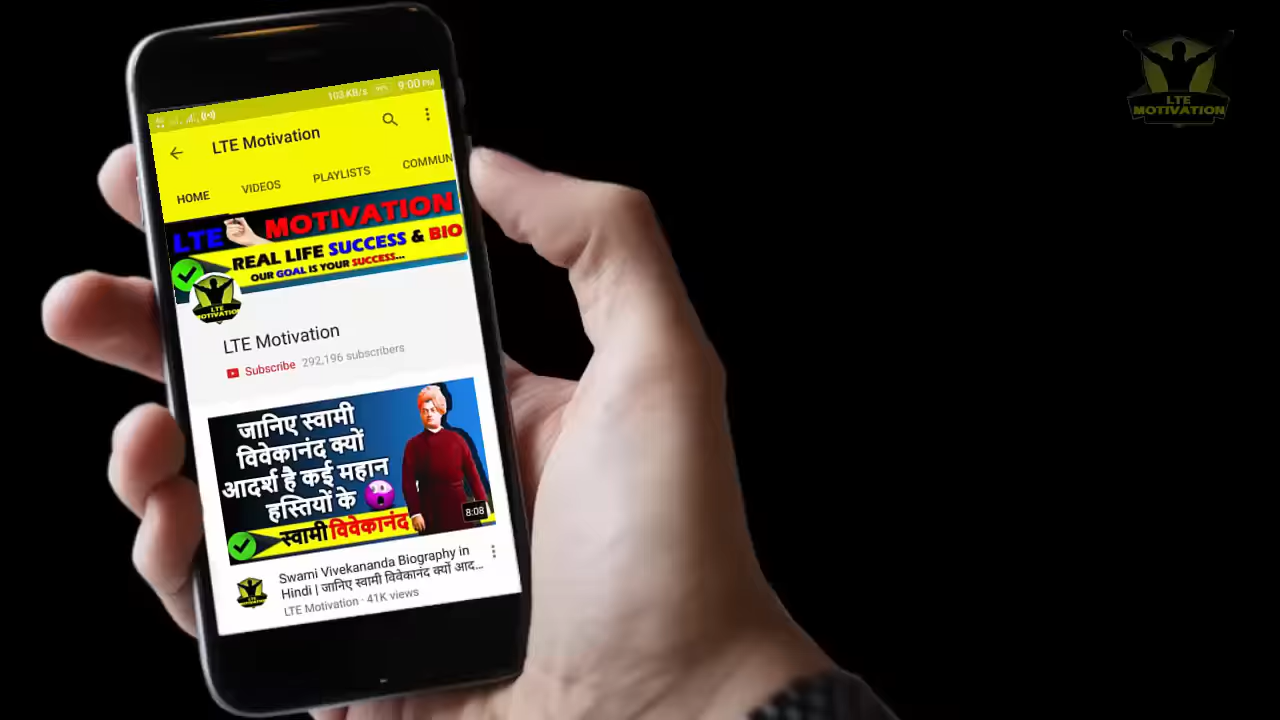 LTE
MOTIVATION
103 KB/s 9:00 PM
LTE Motivation
HOME VIDEOS PLAYLISTS COMMUN
LTE MOTIVATION
REAL LIFE SUCCESS & BIO
OUR GOAL IS YOUR SUCCESS...
LTE
MOTIVATION
LTE Motivation
Subscribe 292,196 subscribers
जानिए स्वामी
विवेकानंद क्यों
आदर्श है कई महान
हस्तियों के
स्वामी विवेकानंद
8:08
Swami Vivekananda Biography in
Hindi | जानिए स्वामी विवेकानंद क्यों आद...
LTE Motivation · 41K views